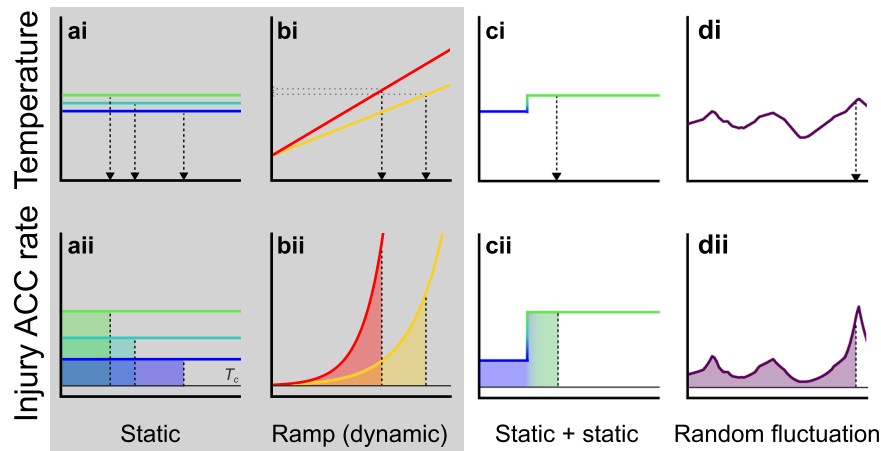 Temperature
ai
bi
ci
di
Injury ACC rate
aii
bii
cii
dii
Tc
Static
Ramp (dynamic)
Static + static
Random fluctuation